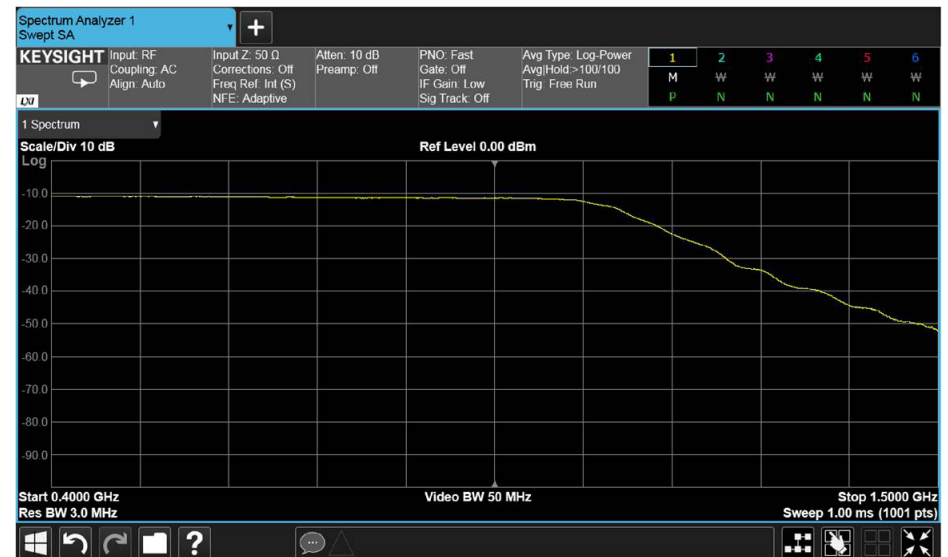 Spectrum Analyzer 1
Swept SA
+
KEYSIGHT
LXI
Input: RF
Coupling: AC
Align: Auto
Input Z: 50 Ω
Corrections: Off
Freq Ref: Int (S)
NFE: Adaptive
Atten: 10 dB
Preamp: Off
PNO: Fast
Gate: Off
IF Gain: Low
Sig Track: Off
Avg Type: Log-Power
Avg|Hold:>100/100
Trig: Free Run
1 2 3 4 5 6
M W W W W W
P N N N N N
1 Spectrum
Scale/Div 10 dB
Ref Level 0.00 dBm
Log
-10.0
-20.0
-30.0
-40.0
-50.0
-60.0
-70.0
-80.0
-90.0
Start 0.4000 GHz
Video BW 50 MHz
Stop 1.5000 GHz
Res BW 3.0 MHz
Sweep 1.00 ms (1001 pts)
?